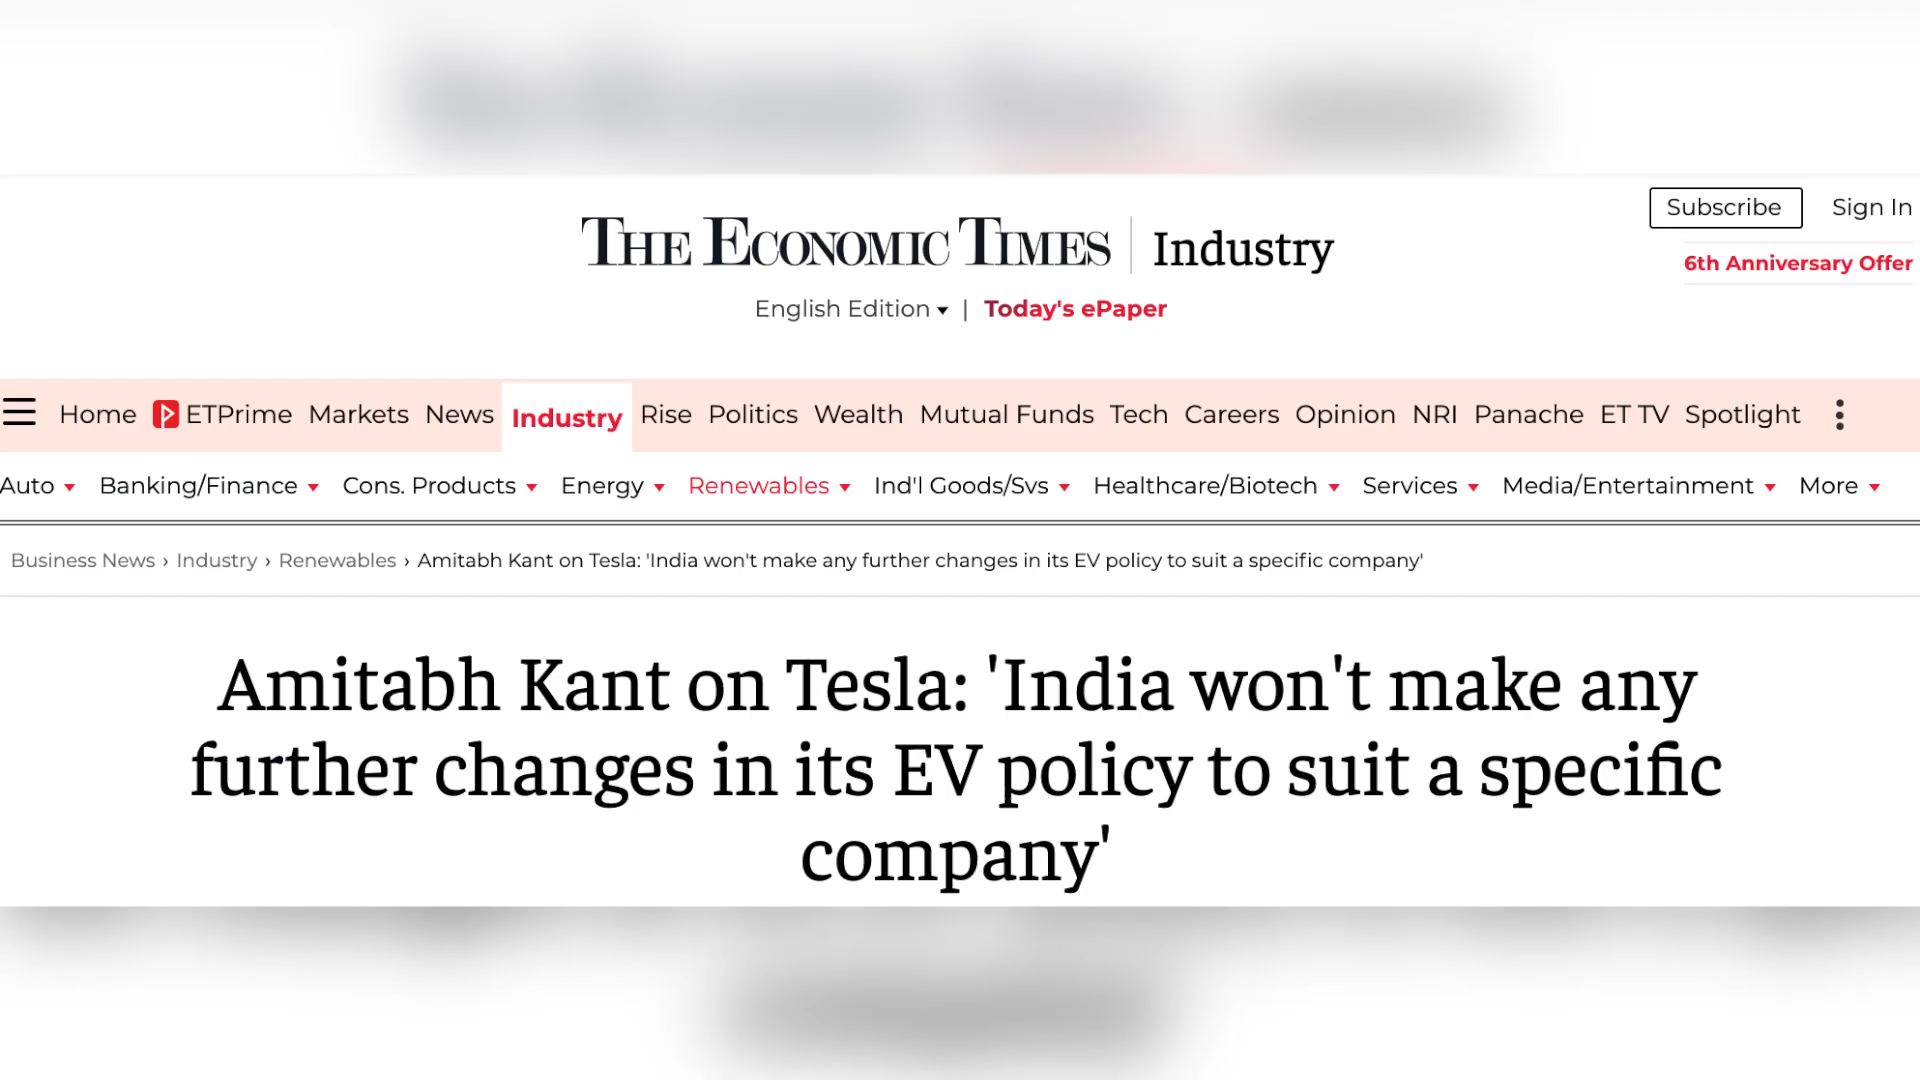 Subscribe Sign In
THE ECONOMIC TIMES Industry
6th Anniversary Offer
English Edition | Today's ePaper
Home ETPrime Markets News Industry Rise Politics Wealth Mutual Funds Tech Careers Opinion NRI Panache ET TV Spotlight
Auto Banking/Finance Cons. Products Energy Renewables Ind'l Goods/Svs Healthcare/Biotech Services Media/Entertainment More
Business News › Industry › Renewables › Amitabh Kant on Tesla: 'India won't make any further changes in its EV policy to suit a specific company'
Amitabh Kant on Tesla: 'India won't make any
further changes in its EV policy to suit a specific
company'